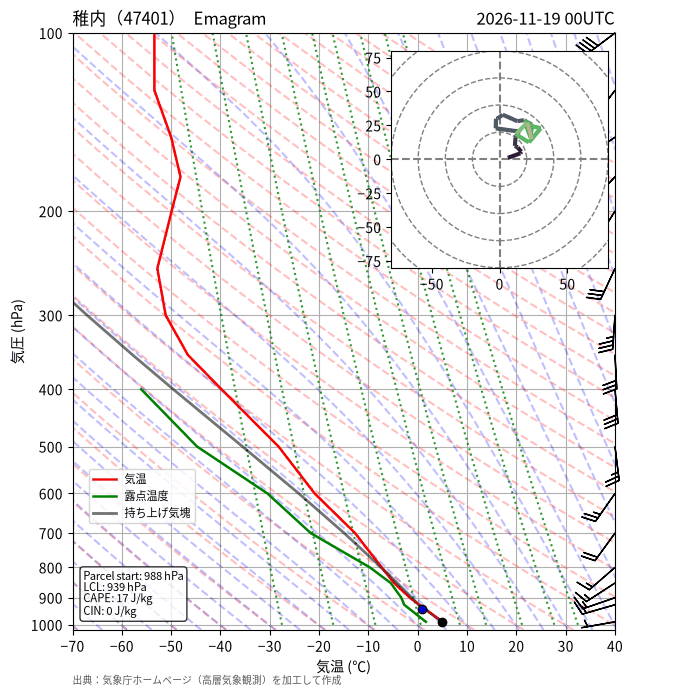 稚内（47401） Emagram
2026-11-19 00UTC
100
200
300
400
500
600
700
800
900
1000
気圧 (hPa)
75
50
25
0
−25
−50
−75
−50
0
50
気温
露点温度
持ち上げ気塊
Parcel start: 988 hPa
LCL: 939 hPa
CAPE: 17 J/kg
CIN: 0 J/kg
−70
−60
−50
−40
−30
−20
−10
0
10
20
30
40
気温 (°C)
出典：気象庁ホームページ（高層気象観測）を加工して作成